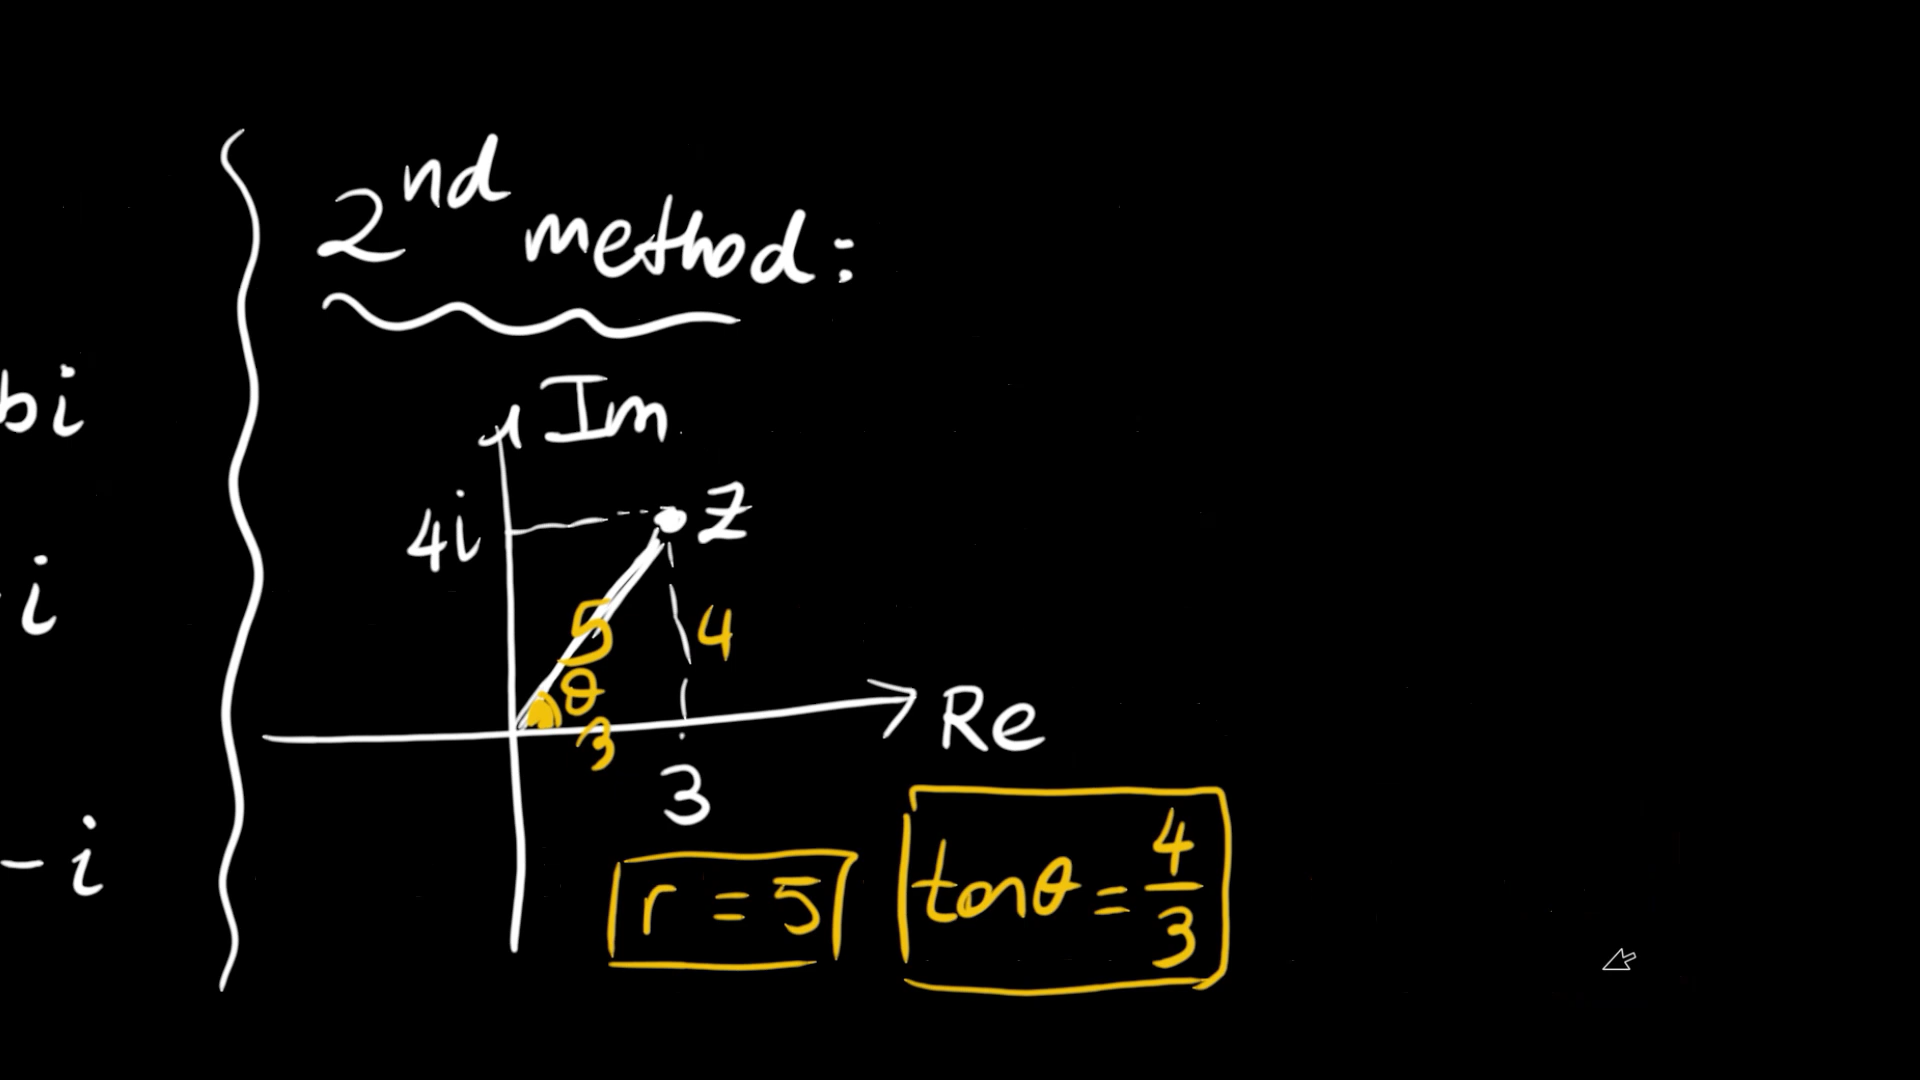 2nd method:
bi
i
-i
Im
4i
z
5
4
θ
3
Re
3
r = 5
tanθ = 4/3